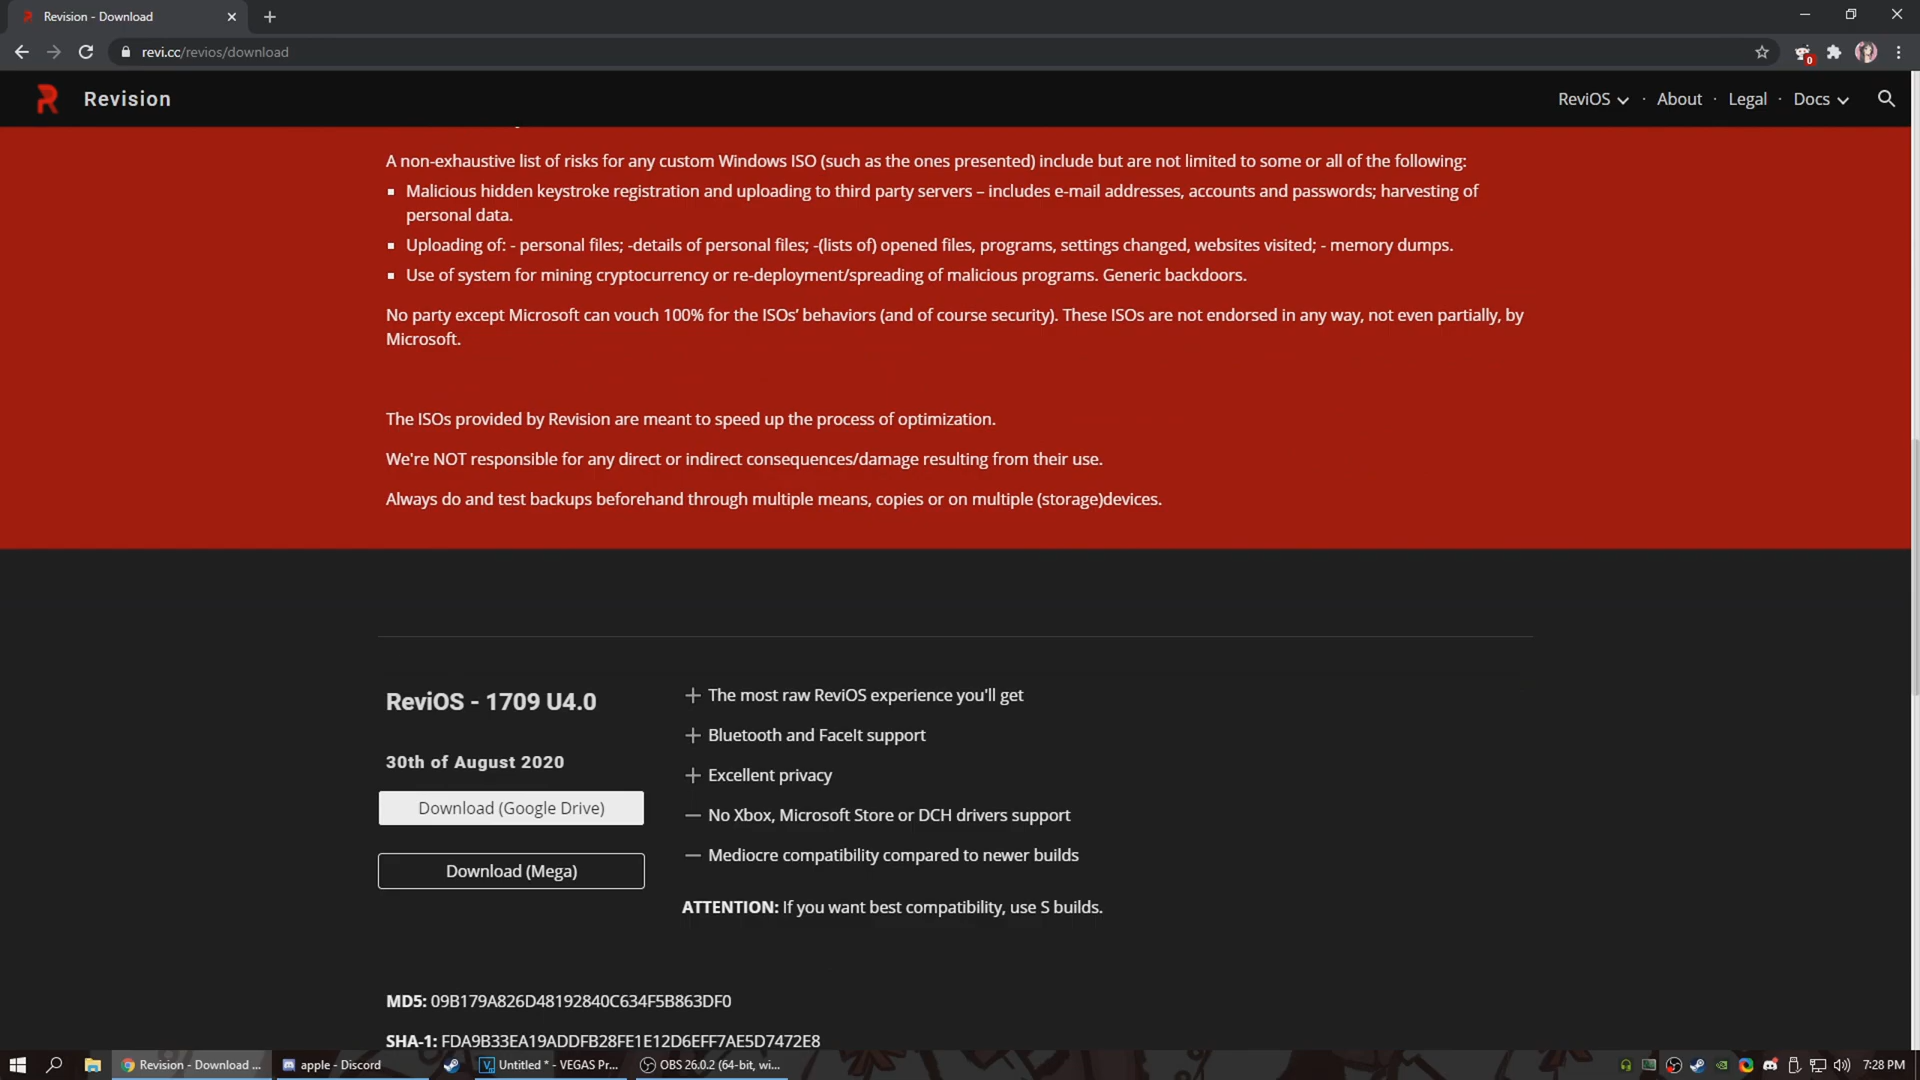 Revision - Download
revi.cc/revios/download
0
Revision
ReviOS · About · Legal · Docs
A non-exhaustive list of risks for any custom Windows ISO (such as the ones presented) include but are not limited to some or all of the following:
▪ Malicious hidden keystroke registration and uploading to third party servers – includes e-mail addresses, accounts and passwords; harvesting of
personal data.
▪ Uploading of: - personal files; -details of personal files; -(lists of) opened files, programs, settings changed, websites visited; - memory dumps.
▪ Use of system for mining cryptocurrency or re-deployment/spreading of malicious programs. Generic backdoors.
No party except Microsoft can vouch 100% for the ISOs’ behaviors (and of course security). These ISOs are not endorsed in any way, not even partially, by
Microsoft.
The ISOs provided by Revision are meant to speed up the process of optimization.
We're NOT responsible for any direct or indirect consequences/damage resulting from their use.
Always do and test backups beforehand through multiple means, copies or on multiple (storage)devices.
ReviOS - 1709 U4.0
30th of August 2020
Download (Google Drive)
Download (Mega)
+ The most raw ReviOS experience you'll get
+ Bluetooth and FaceIt support
+ Excellent privacy
— No Xbox, Microsoft Store or DCH drivers support
— Mediocre compatibility compared to newer builds
ATTENTION: If you want best compatibility, use S builds.
MD5: 09B179A826D48192840C634F5B863DF0
SHA-1: FDA9B33EA19ADDFB28FE1E12D6EFF7AE5D7472E8
Revision - Download ...
apple - Discord
Untitled * - VEGAS Pr...
OBS 26.0.2 (64-bit, wi...
7:28 PM